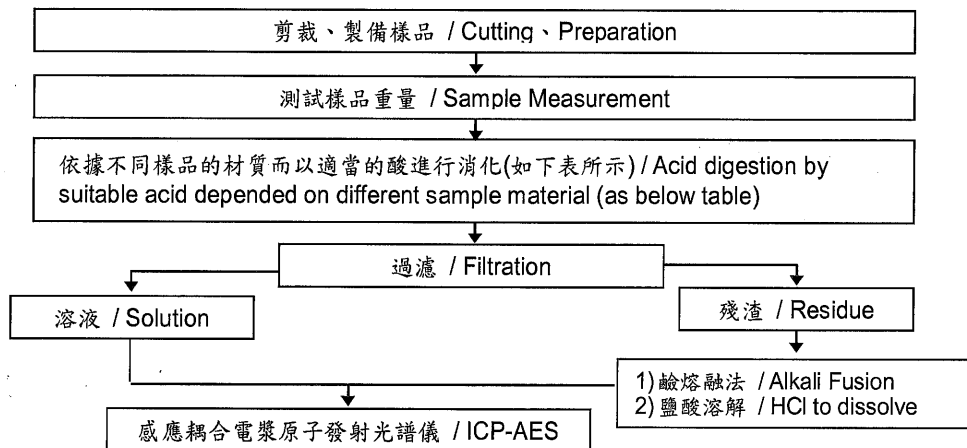 剪裁、製備樣品 / Cutting、Preparation
測試樣品重量 / Sample Measurement
依據不同樣品的材質而以適當的酸進行消化(如下表所示) / Acid digestion by
suitable acid depended on different sample material (as below table)
過濾 / Filtration
溶液 / Solution
殘渣 / Residue
1) 鹼熔融法 / Alkali Fusion
2) 鹽酸溶解 / HCl to dissolve
感應耦合電漿原子發射光譜儀 / ICP-AES